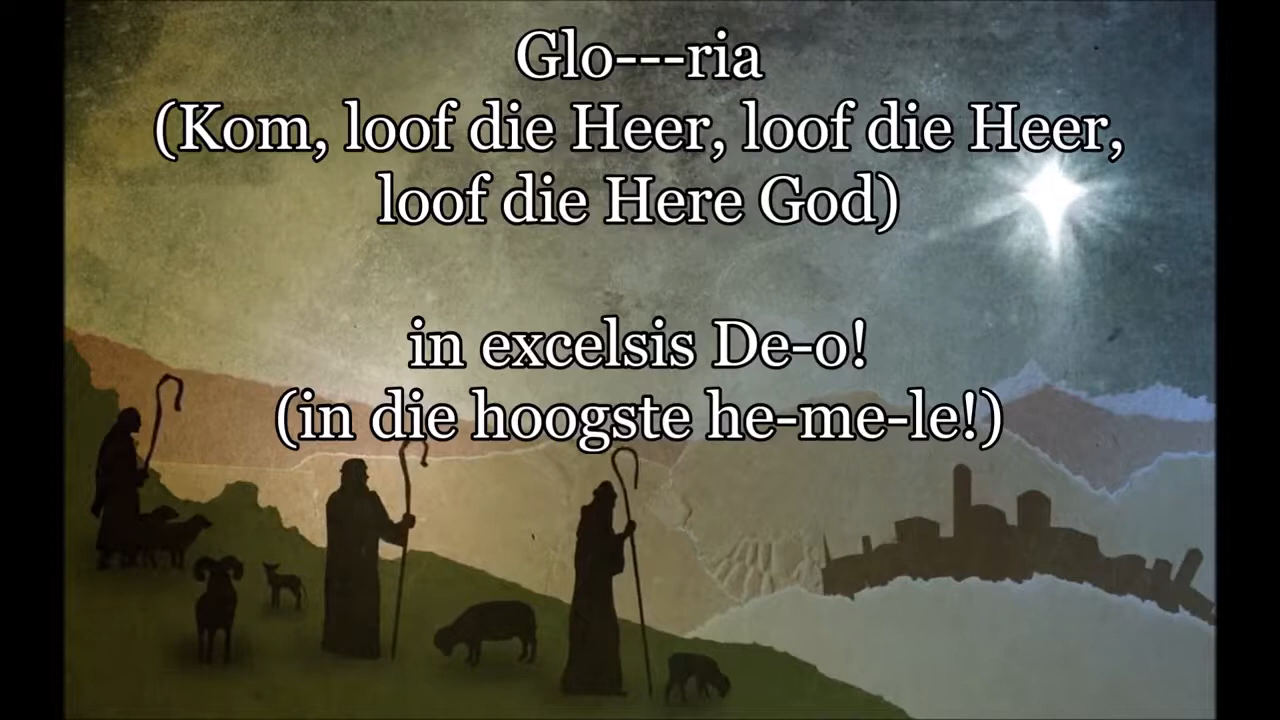 Glo---ria
(Kom, loof die Heer, loof die Heer,
loof die Here God)
in excelsis De-o!
(in die hoogste he-me-le!)